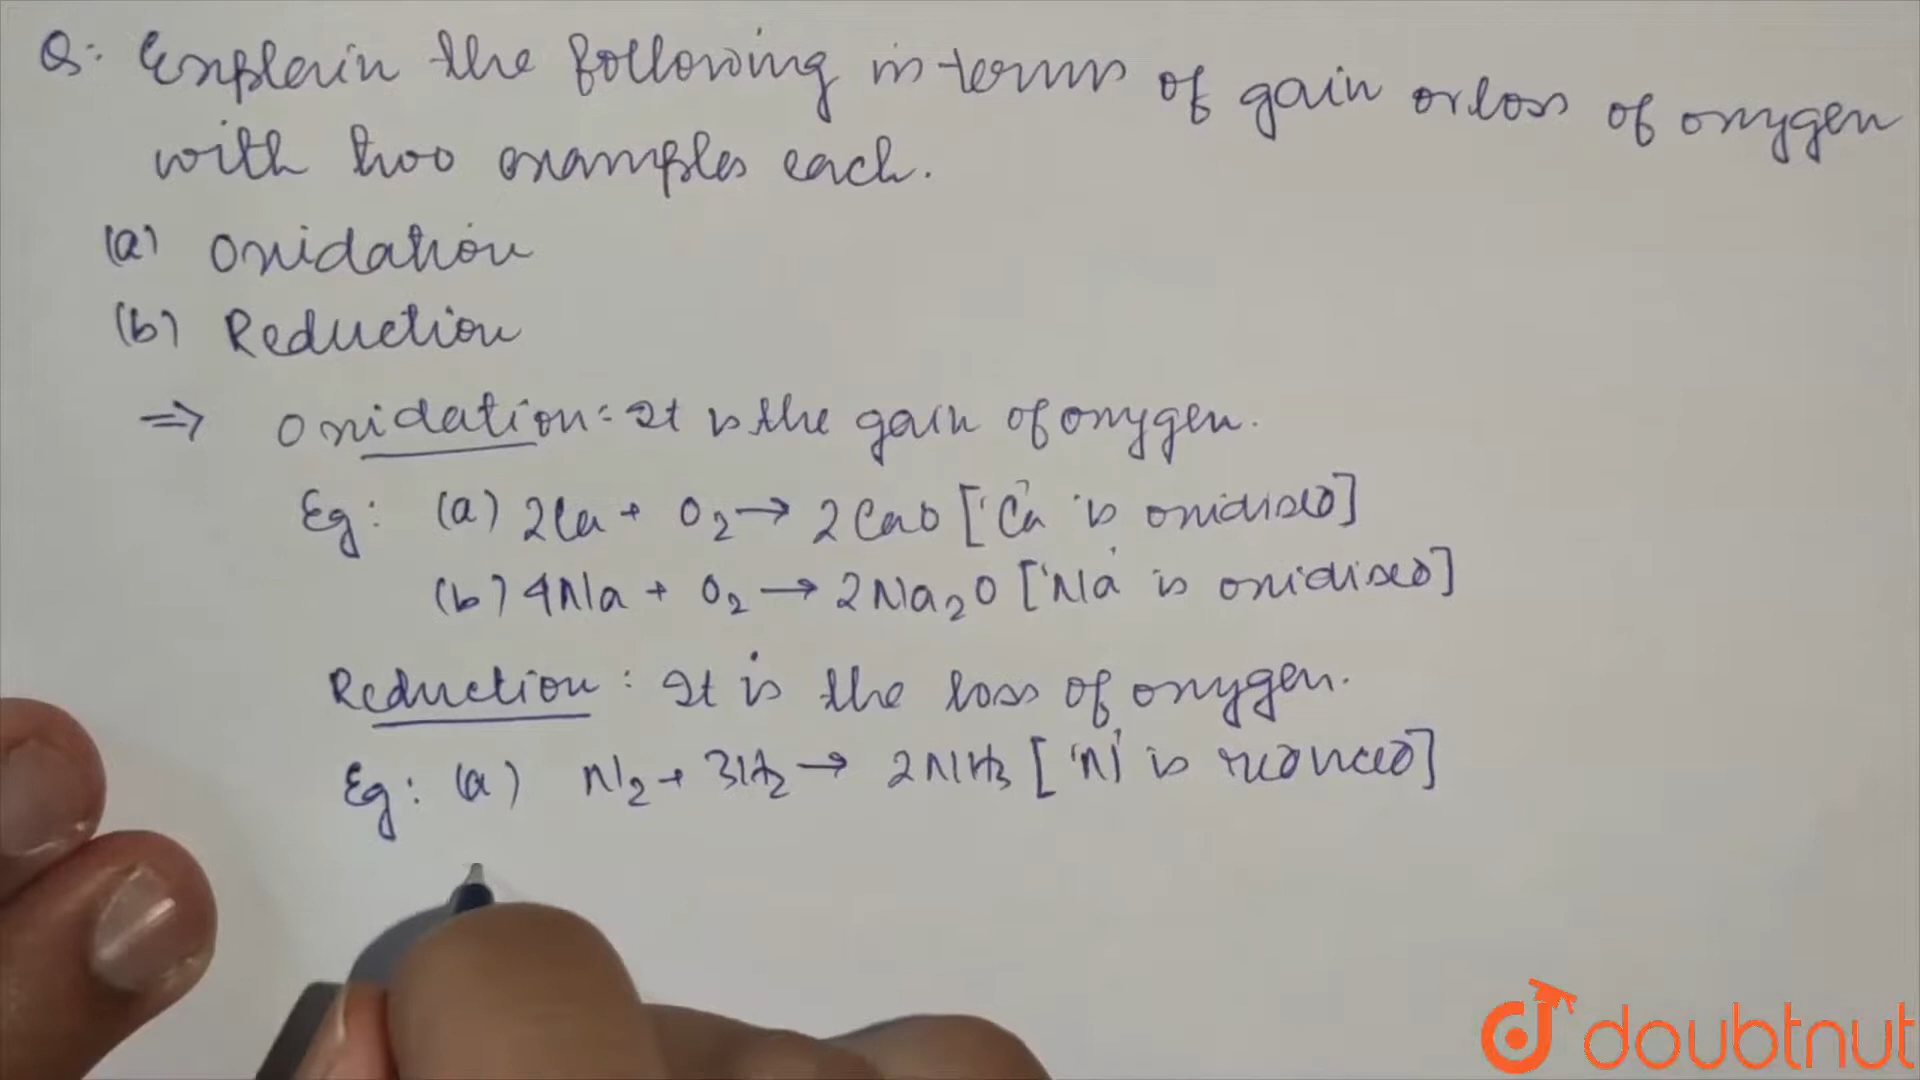 Q: Explain the following in terms of gain or loss of oxygen
with two examples each.
(a) Oxidation
(b) Reduction
⇒ Oxidation: It is the gain of oxygen.
Eg: (a) 2Ca + O₂ → 2CaO ['Ca' is oxidised]
(b) 4Na + O₂ → 2Na₂O ['Na' is oxidised]
Reduction: It is the loss of oxygen.
Eg: (a) N₂ + 3H₂ → 2NH₃ ['N' is reduced]
doubtnut